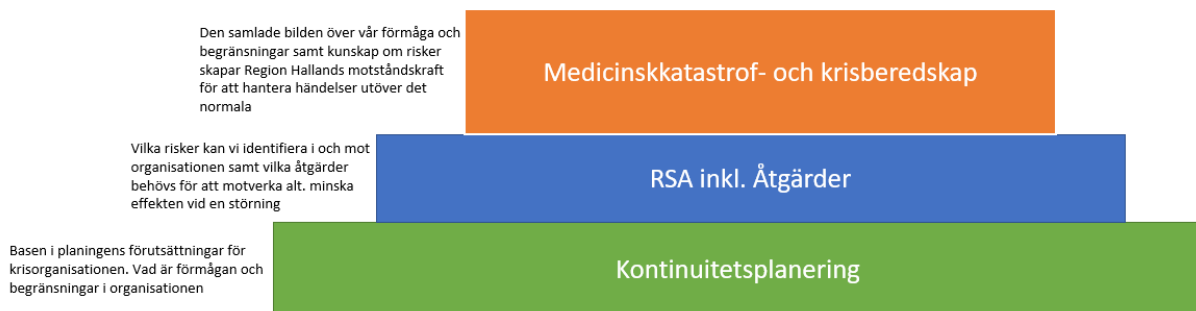 Den samlade bilden över vår förmåga och
begränsningar samt kunskap om risker
skapar Region Hallands motståndskraft
för att hantera händelser utöver det
normala
Medicinskkatastrof- och krisberedskap
Vilka risker kan vi identifiera i och mot
organisationen samt vilka åtgärder
behövs för att motverka alt. minska
effekten vid en störning
RSA inkl. Åtgärder
Basen i planingens förutsättningar för
krisorganisationen. Vad är förmågan och
begränsningar i organisationen
Kontinuitetsplanering